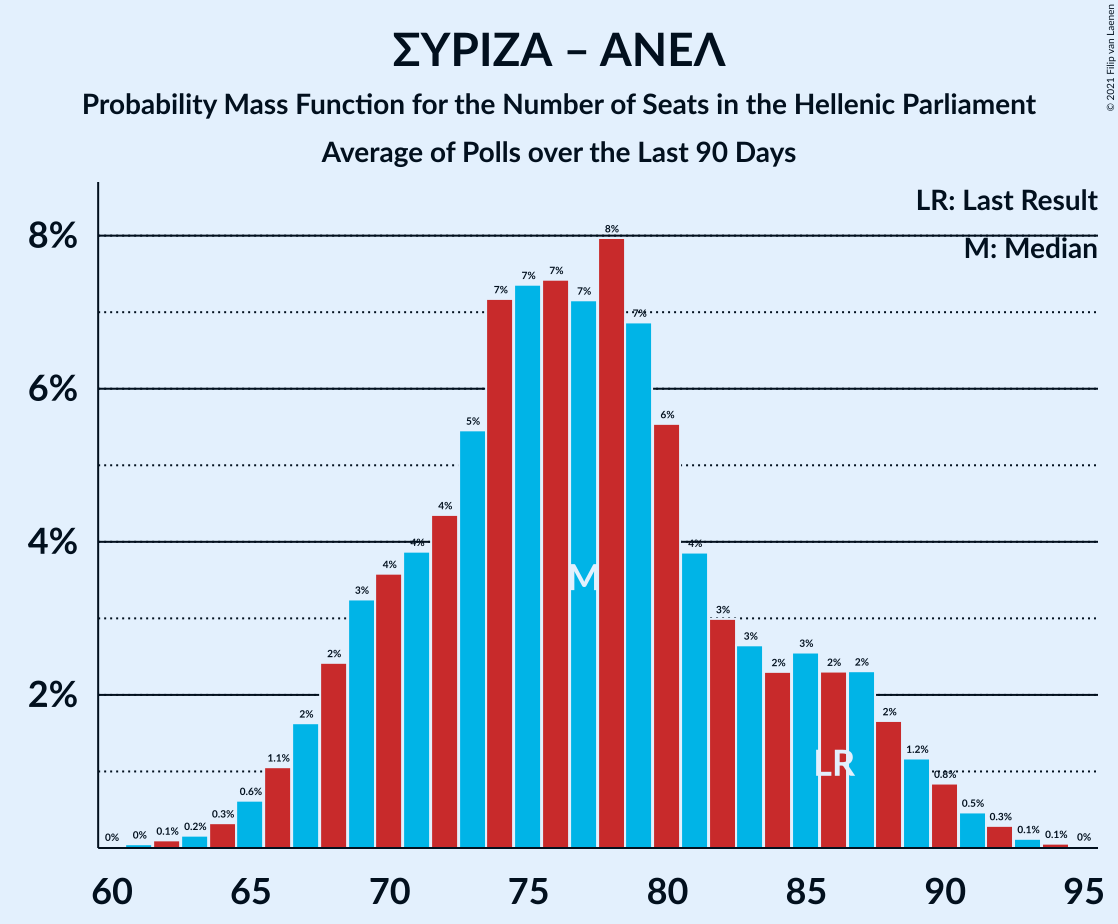 ΣΥΡΙΖΑ – ΑΝΕΛ
Probability Mass Function for the Number of Seats in the Hellenic Parliament
Average of Polls over the Last 90 Days
© 2021 Filip van Laenen
LR: Last Result
M: Median
8%
6%
4%
2%
0% 0% 0.1% 0.2% 0.3% 0.6% 1.1% 2% 2% 3% 4% 4% 4% 5% 7% 7% 7% 7% 8% 7% 6% 4% 3% 3% 2% 3% 2% 2% 2% 1.2% 0.8% 0.5% 0.3% 0.1% 0.1% 0%
M
LR
60 65 70 75 80 85 90 95